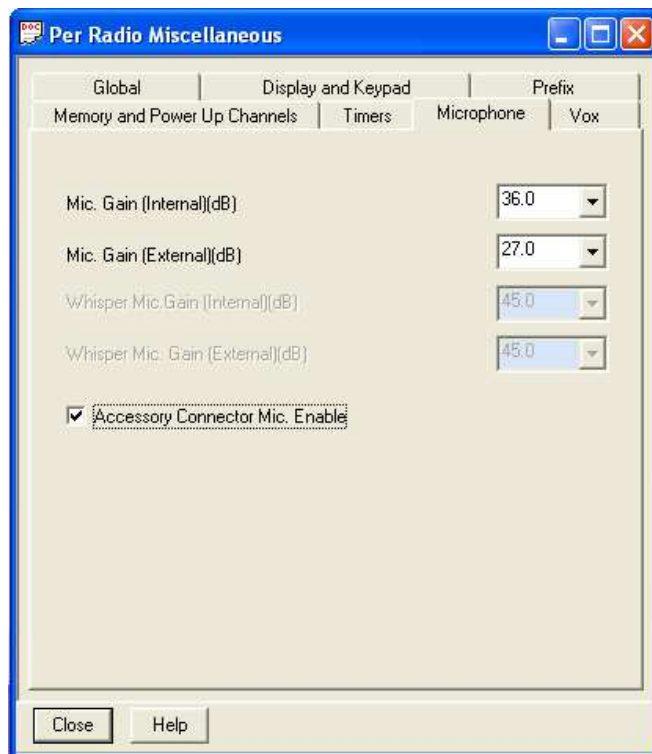 Per Radio Miscellaneous
Global Display and Keypad Prefix
Memory and Power Up Channels Timers Microphone Vox
Mic. Gain (Internal)(dB) 36.0
Mic. Gain (External)(dB) 27.0
Whisper Mic.Gain (Internal)(dB) 45.0
Whisper Mic. Gain (External)(dB) 45.0
Accessory Connector Mic. Enable
Close Help